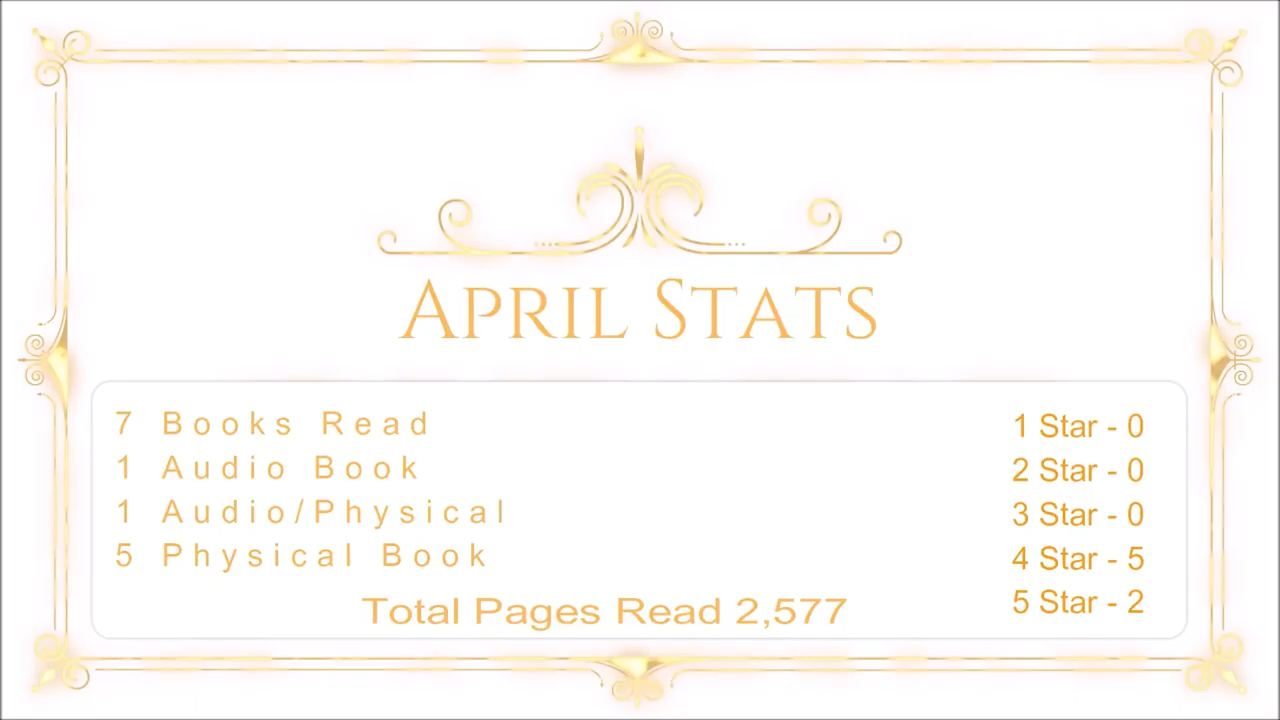 April Stats
7 Books Read
1 Audio Book
1 Audio/Physical
5 Physical Book
Total Pages Read 2,577
1 Star - 0
2 Star - 0
3 Star - 0
4 Star - 5
5 Star - 2